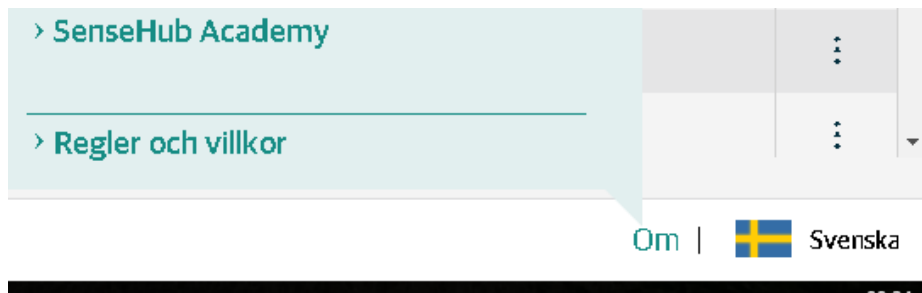 › SenseHub Academy
› Regler och villkor
Om | Svenska